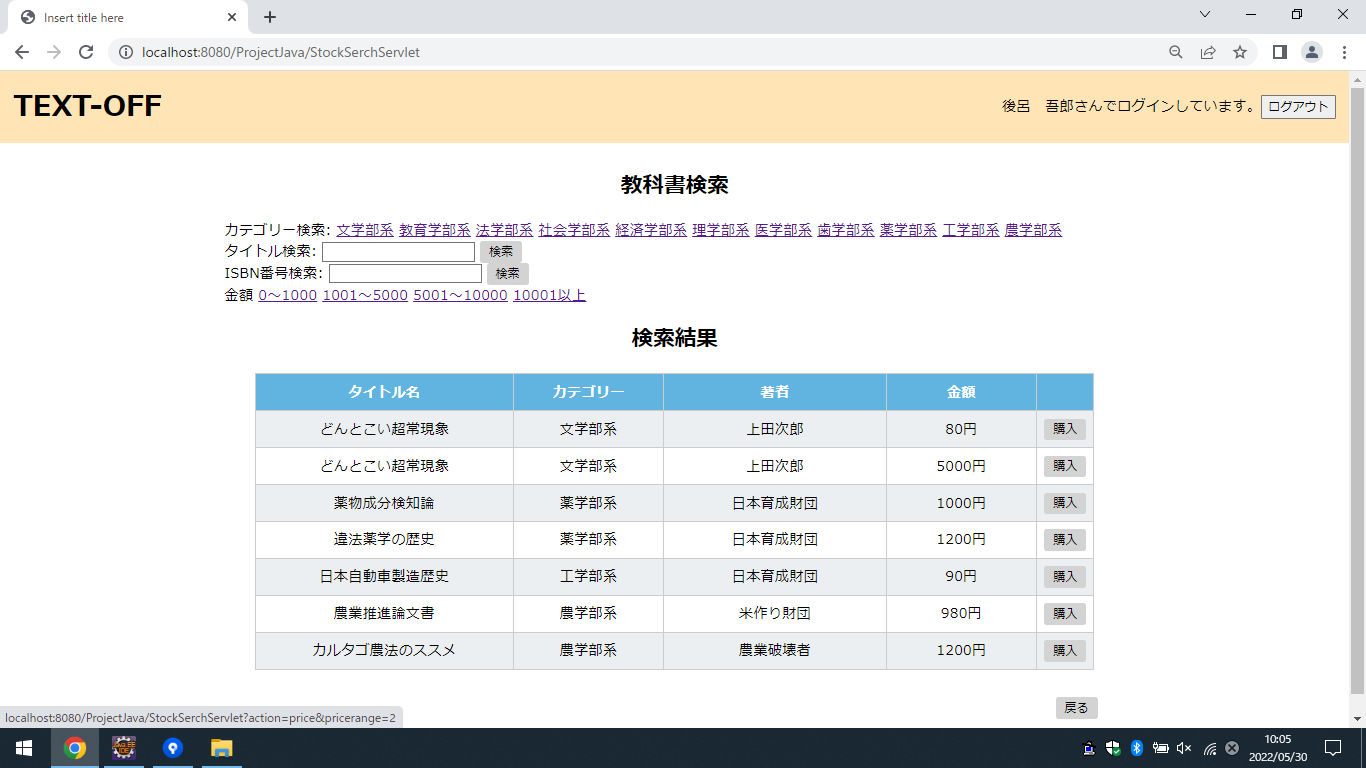 Insert title here
localhost:8080/ProjectJava/StockSerchServlet
TEXT-OFF
後呂　吾郎さんでログインしています。 ログアウト
教科書検索
カテゴリー検索: 文学部系 教育学部系 法学部系 社会学部系 経済学部系 理学部系 医学部系 歯学部系 薬学部系 工学部系 農学部系
タイトル検索: 検索
ISBN番号検索: 検索
金額 0～1000 1001～5000 5001～10000 10001以上
検索結果
タイトル名 カテゴリー 著者 金額
どんとこい超常現象 文学部系 上田次郎 80円 購入
どんとこい超常現象 文学部系 上田次郎 5000円 購入
薬物成分検知論 薬学部系 日本育成財団 1000円 購入
違法薬学の歴史 薬学部系 日本育成財団 1200円 購入
日本自動車製造歴史 工学部系 日本育成財団 90円 購入
農業推進論文書 農学部系 米作り財団 980円 購入
カルタゴ農法のススメ 農学部系 農業破壊者 1200円 購入
戻る
localhost:8080/ProjectJava/StockSerchServlet?action=price&pricerange=2
10:05
2022/05/30